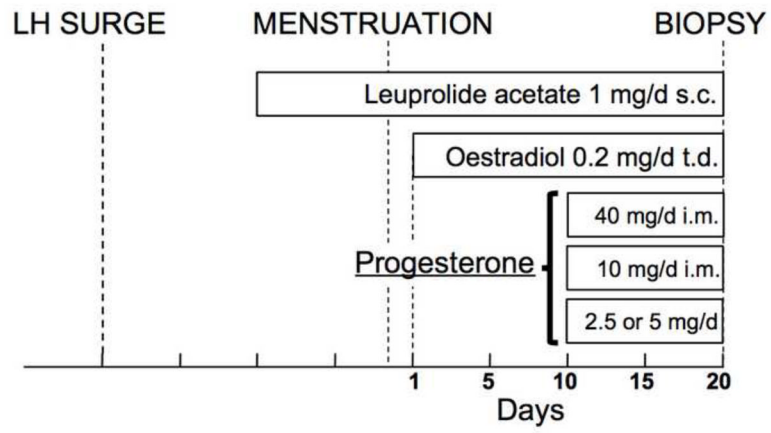 LH SURGE MENSTRUATION BIOPSY
Leuprolide acetate 1 mg/d s.c.
Oestradiol 0.2 mg/d t.d.
40 mg/d i.m.
Progesterone 10 mg/d i.m.
2.5 or 5 mg/d
1 5 10 15 20
Days